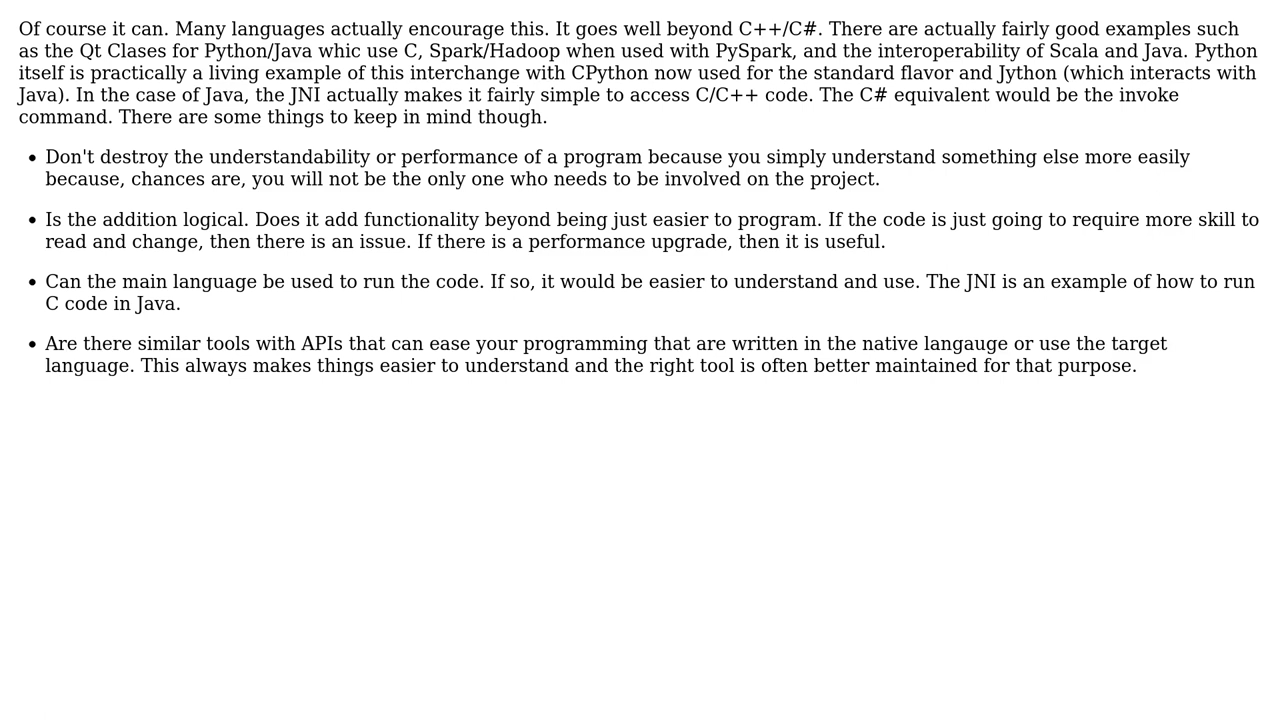 Of course it can. Many languages actually encourage this. It goes well beyond C++/C#. There are actually fairly good examples such
as the Qt Clases for Python/Java whic use C, Spark/Hadoop when used with PySpark, and the interoperability of Scala and Java. Python
itself is practically a living example of this interchange with CPython now used for the standard flavor and Jython (which interacts with
Java). In the case of Java, the JNI actually makes it fairly simple to access C/C++ code. The C# equivalent would be the invoke
command. There are some things to keep in mind though.
• Don't destroy the understandability or performance of a program because you simply understand something else more easily
because, chances are, you will not be the only one who needs to be involved on the project.
• Is the addition logical. Does it add functionality beyond being just easier to program. If the code is just going to require more skill to
read and change, then there is an issue. If there is a performance upgrade, then it is useful.
• Can the main language be used to run the code. If so, it would be easier to understand and use. The JNI is an example of how to run
C code in Java.
• Are there similar tools with APIs that can ease your programming that are written in the native langauge or use the target
language. This always makes things easier to understand and the right tool is often better maintained for that purpose.